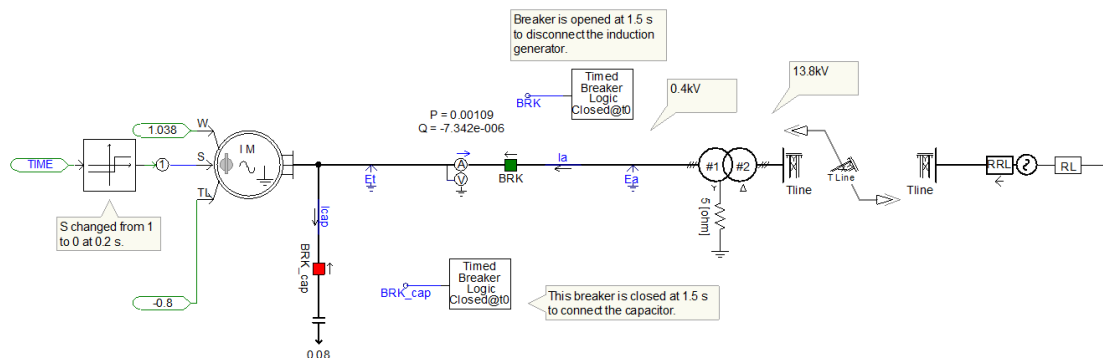 Breaker is opened at 1.5 s
to disconnect the induction
generator.
Timed
Breaker
Logic
Closed@t0
BRK
0.4kV
13.8kV
P = 0.00109
Q = -7.342e-006
1.038
W
TIME
1
S
I M
TL
A
V
BRK
Ia
Et
Ea
#1
#2
Y
Δ
5 [ohm]
Tline
T Line
Tline
RRL
RL
S changed from 1
to 0 at 0.2 s.
Icap
BRK_cap
-0.8
BRK_cap
Timed
Breaker
Logic
Closed@t0
This breaker is closed at 1.5 s
to connect the capacitor.
0.08